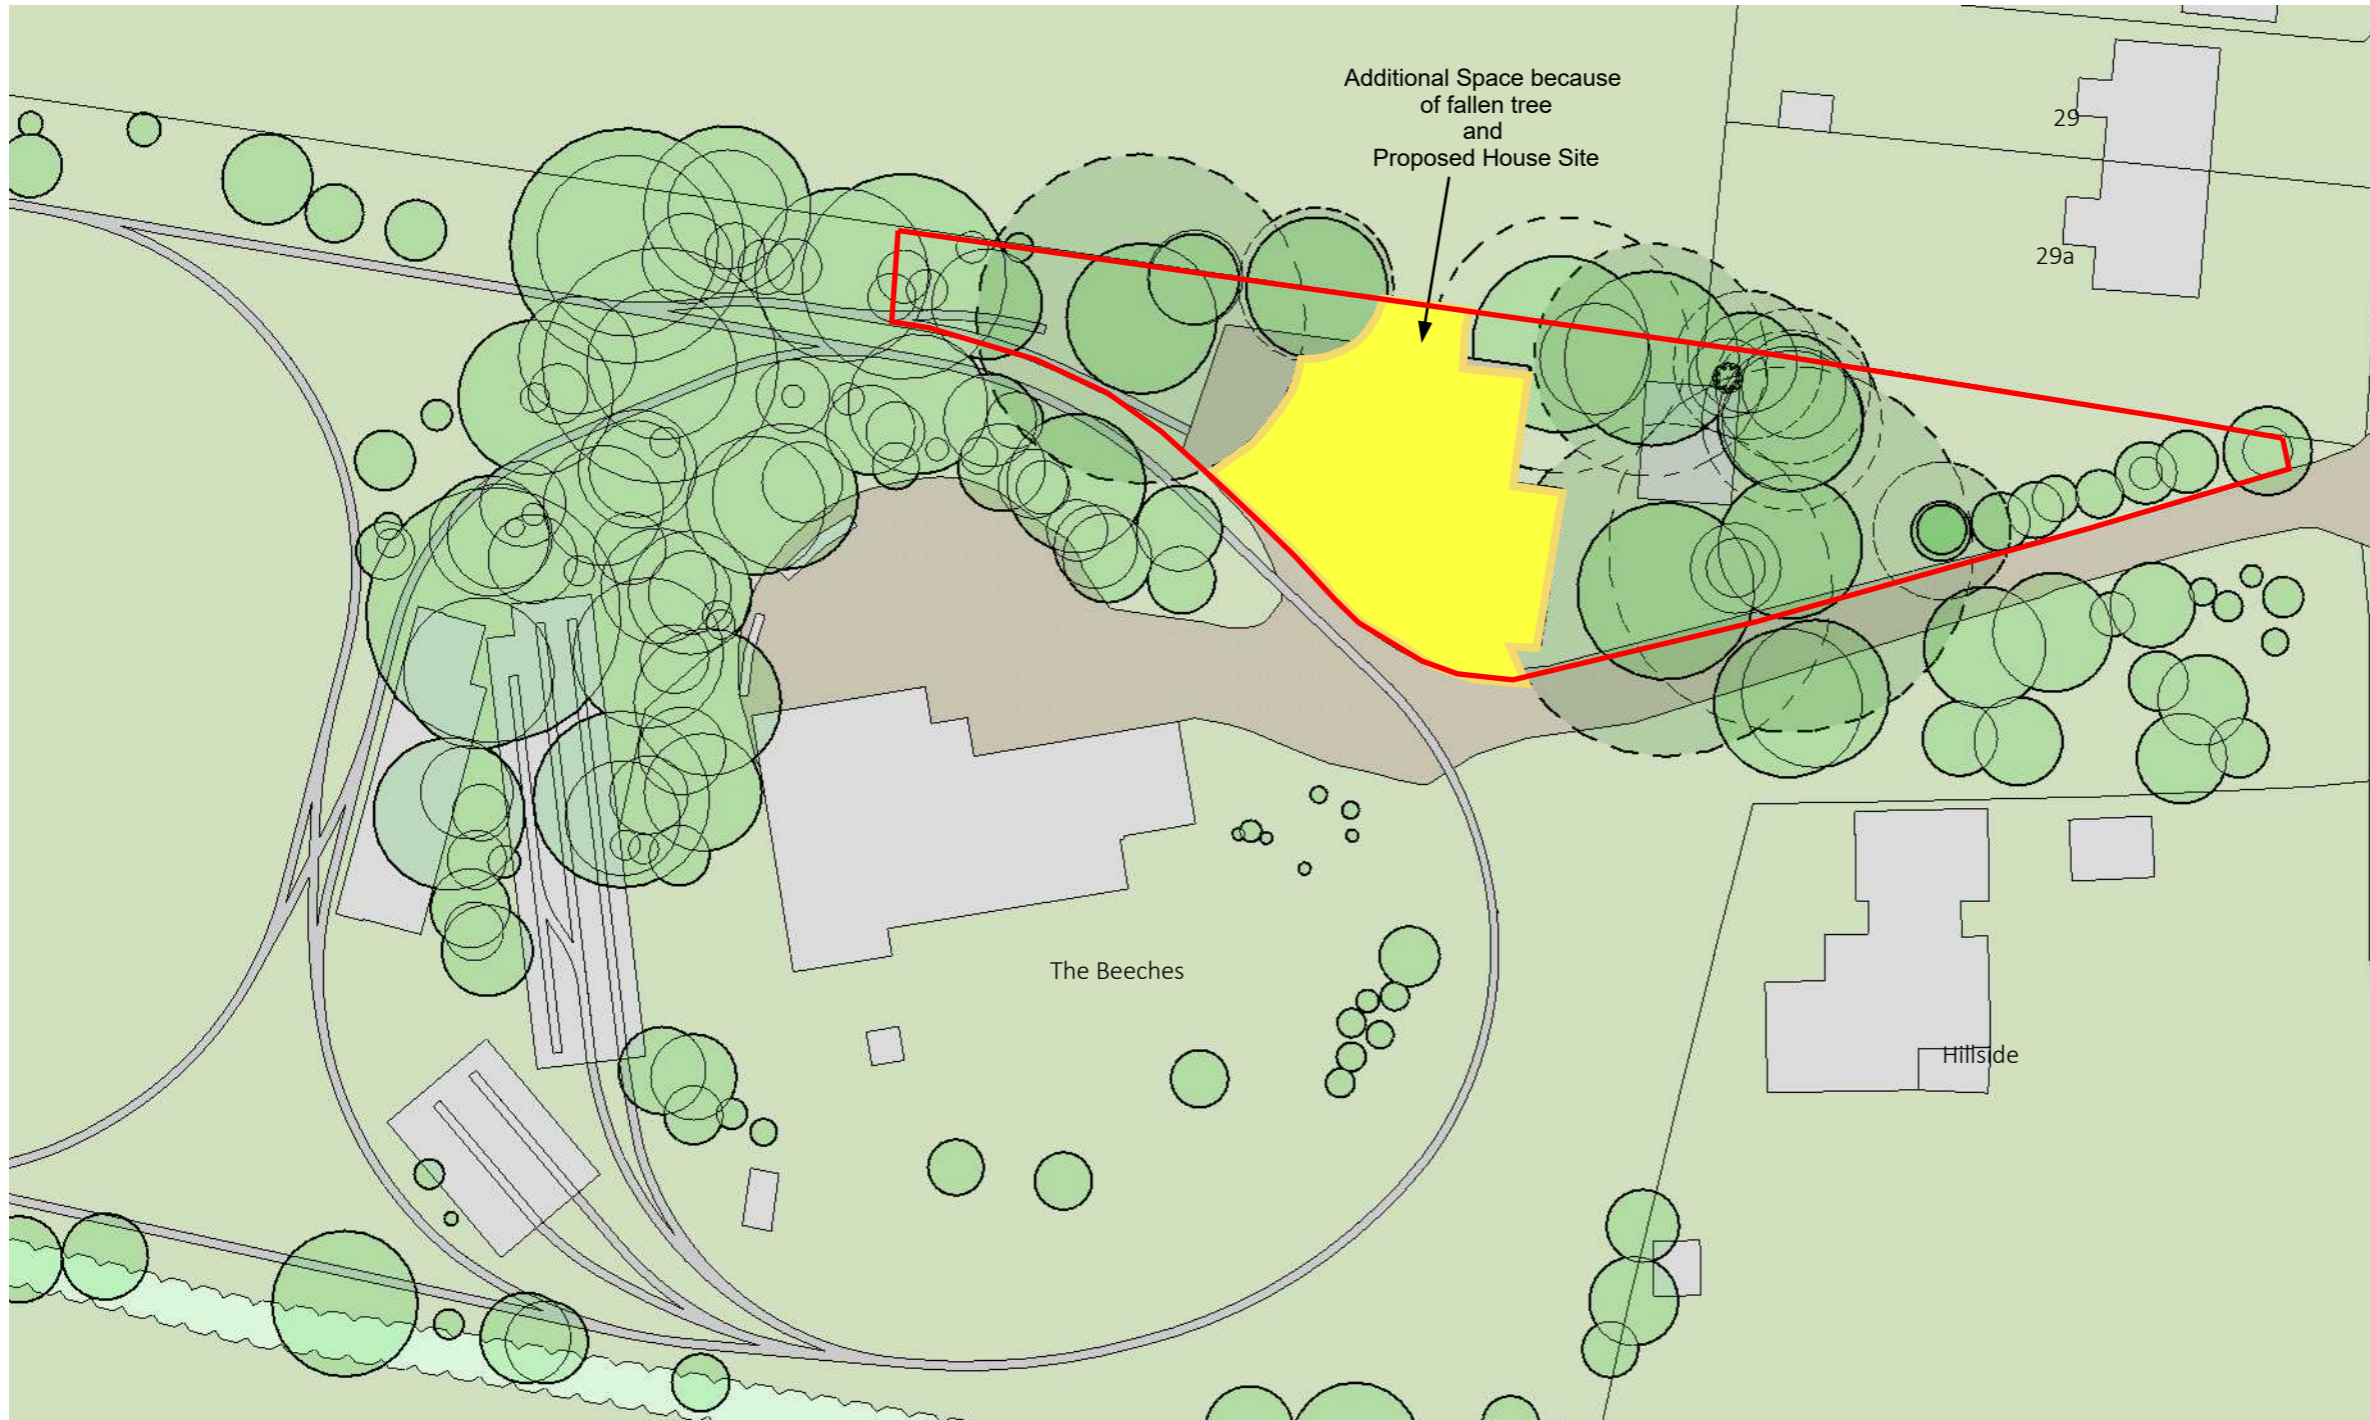 Additional Space because
of fallen tree
and
Proposed House Site
29
29a
The Beeches
Hillside